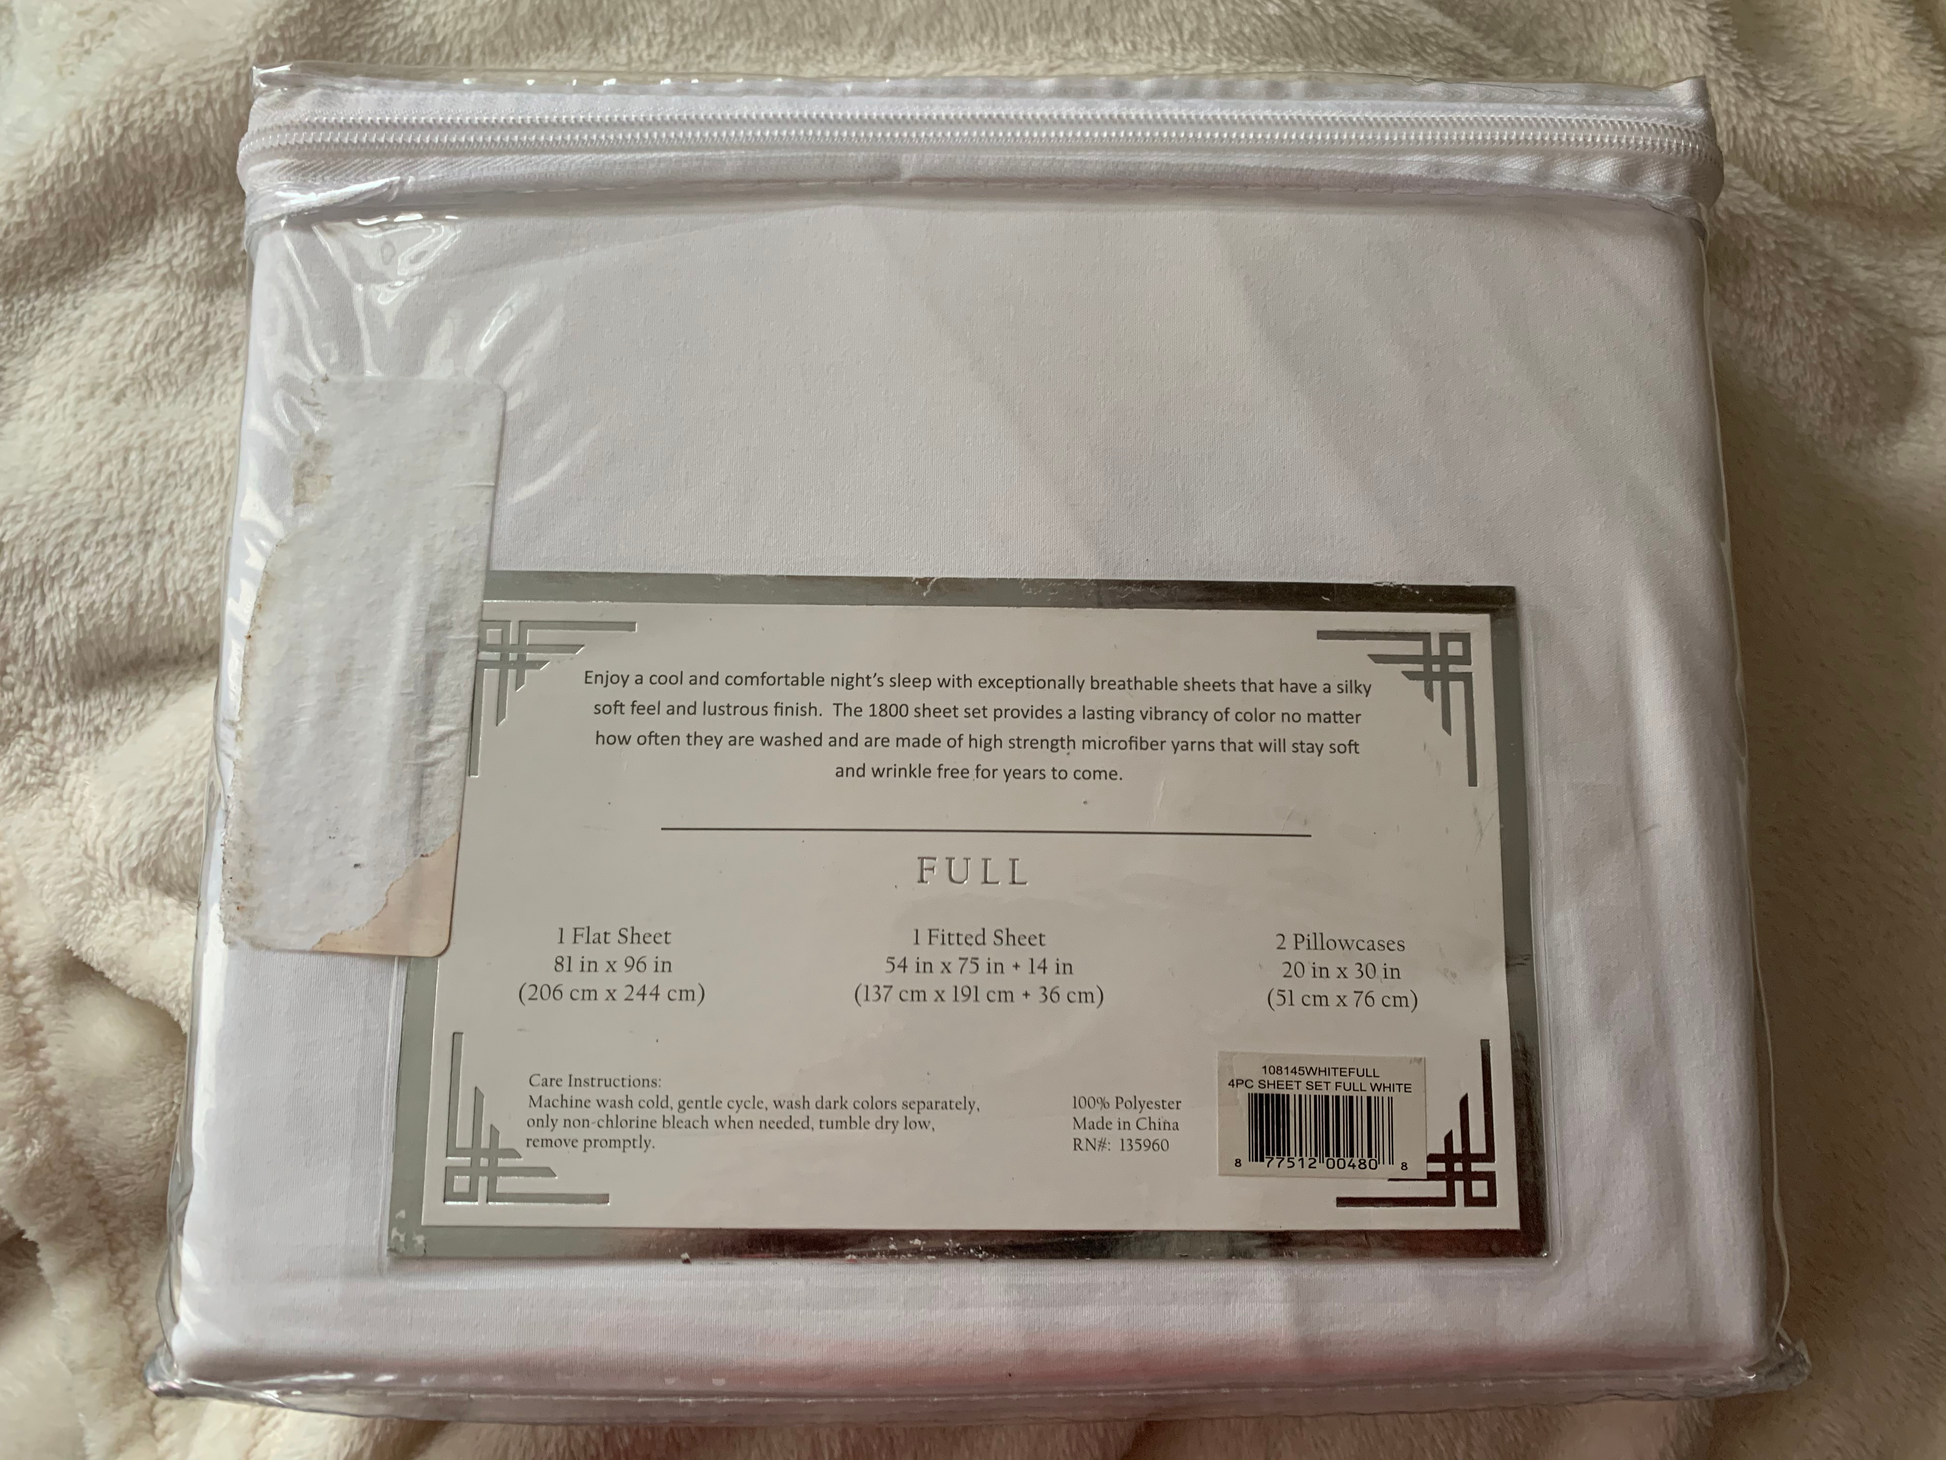 Enjoy a cool and comfortable night's sleep with exceptionally breathable sheets that have a silky
soft feel and lustrous finish. The 1800 sheet set provides a lasting vibrancy of color no matter
how often they are washed and are made of high strength microfiber yarns that will stay soft
and wrinkle free for years to come.
FULL
1 Flat Sheet
81 in x 96 in
(206 cm x 244 cm)
1 Fitted Sheet
54 in x 75 in + 14 in
(137 cm x 191 cm + 36 cm)
2 Pillowcases
20 in x 30 in
(51 cm x 76 cm)
Care Instructions:
Machine wash cold, gentle cycle, wash dark colors separately,
only non-chlorine bleach when needed, tumble dry low,
remove promptly.
100% Polyester
Made in China
RN#: 135960
108145WHITEFULL
4PC SHEET SET FULL WHITE
8 77512 00480 8